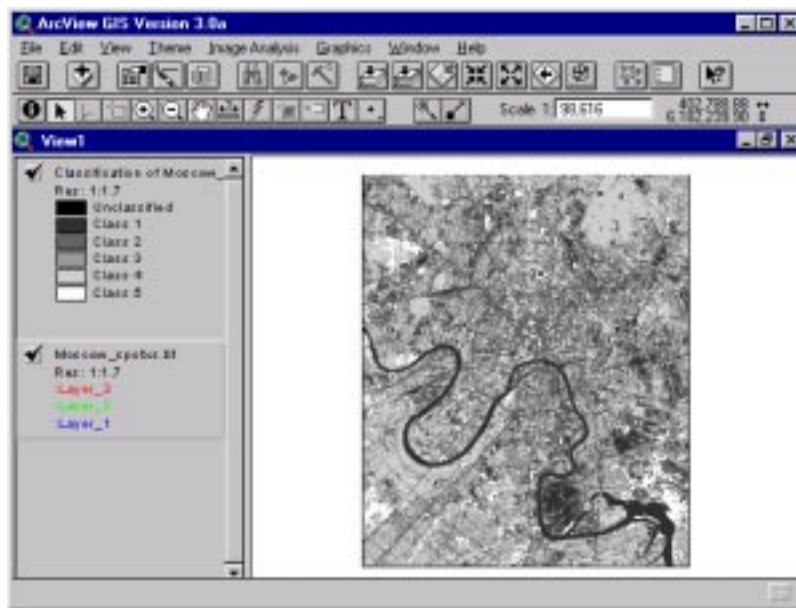 ArcView GIS Version 3.0a
File Edit View Theme Image Analysis Graphics Window Help
Scale 1: 98,616
View1
Classification of Moscow_
Res: 1:1.7
Unclassified
Class 1
Class 2
Class 3
Class 4
Class 5
Res: 1:1.7
:Layer_3
:Layer_2
:Layer_1